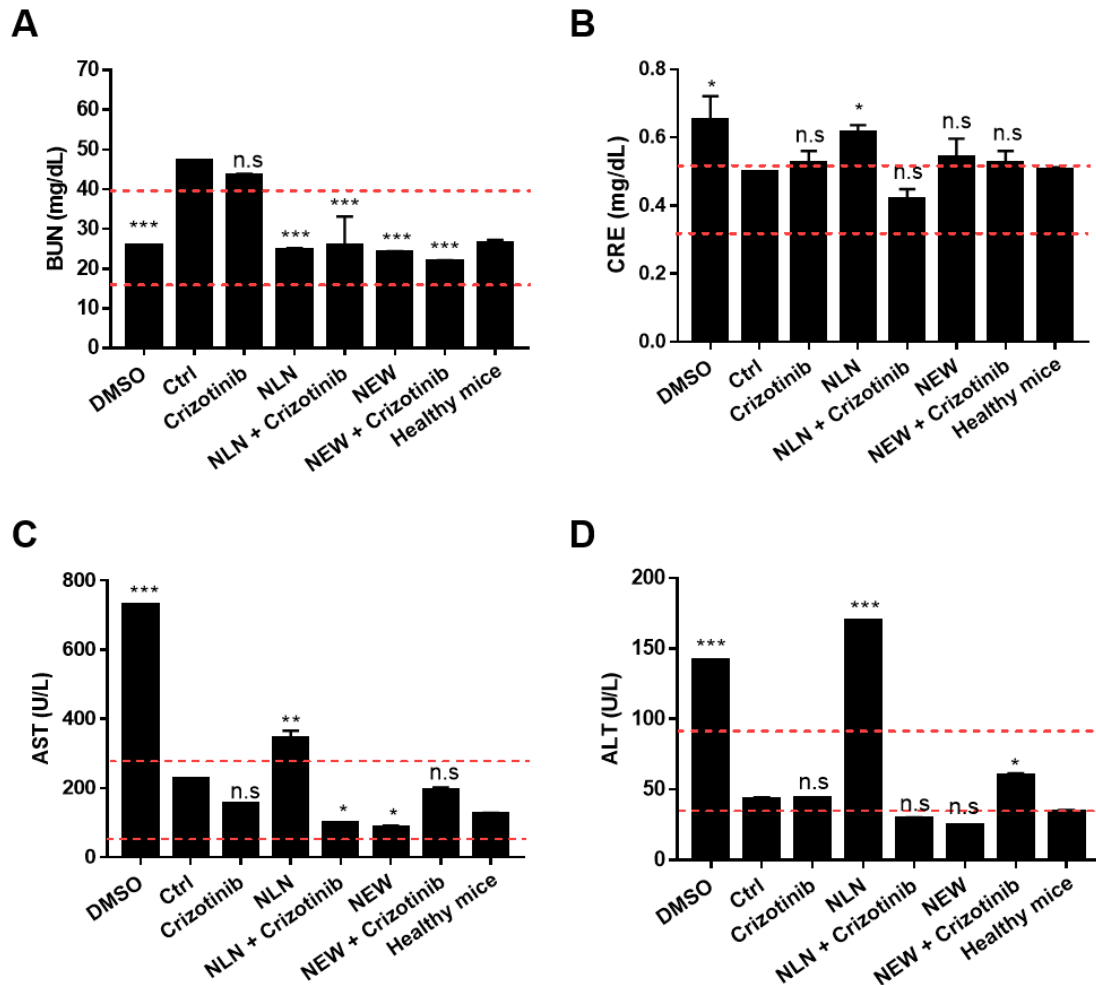 A
BUN (mg/dL)
70
60
50
40
30
20
10
0
***
n.s
***
***
***
***
DMSO
Ctrl
Crizotinib
NLN
NLN + Crizotinib
NEW
NEW + Crizotinib
Healthy mice
B
CRE (mg/dL)
0.8
0.6
0.4
0.2
0.0
*
n.s
*
n.s
n.s
n.s
DMSO
Ctrl
Crizotinib
NLN
NLN + Crizotinib
NEW
NEW + Crizotinib
Healthy mice
C
AST (U/L)
800
600
400
200
0
***
n.s
**
*
*
n.s
DMSO
Ctrl
Crizotinib
NLN
NLN + Crizotinib
NEW
NEW + Crizotinib
Healthy mice
D
ALT (U/L)
200
150
100
50
0
***
n.s
***
n.s
n.s
*
DMSO
Ctrl
Crizotinib
NLN
NLN + Crizotinib
NEW
NEW + Crizotinib
Healthy mice